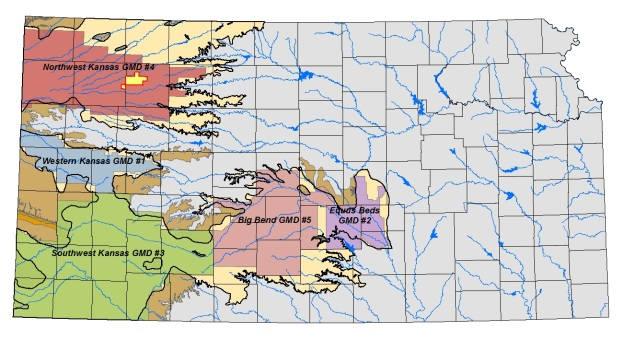 Northwest Kansas GMD #4
Western Kansas GMD #1
Equus Beds
GMD #2
Big Bend GMD #5
Southwest Kansas GMD #3